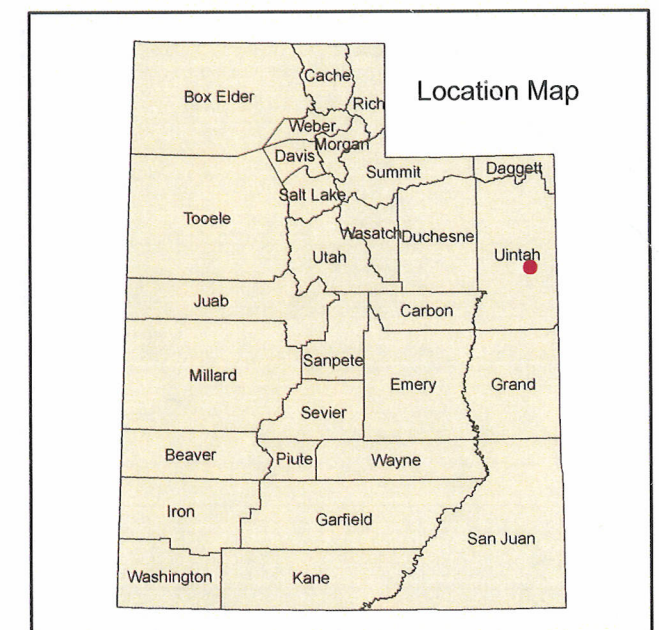 Location Map
Cache
Box Elder
Rich
Weber
Morgan
Davis
Summit
Daggett
Salt Lake
Tooele
Wasatch
Duchesne
Utah
Uintah
Juab
Carbon
Sanpete
Millard
Emery
Grand
Sevier
Beaver
Piute
Wayne
Iron
Garfield
San Juan
Washington
Kane